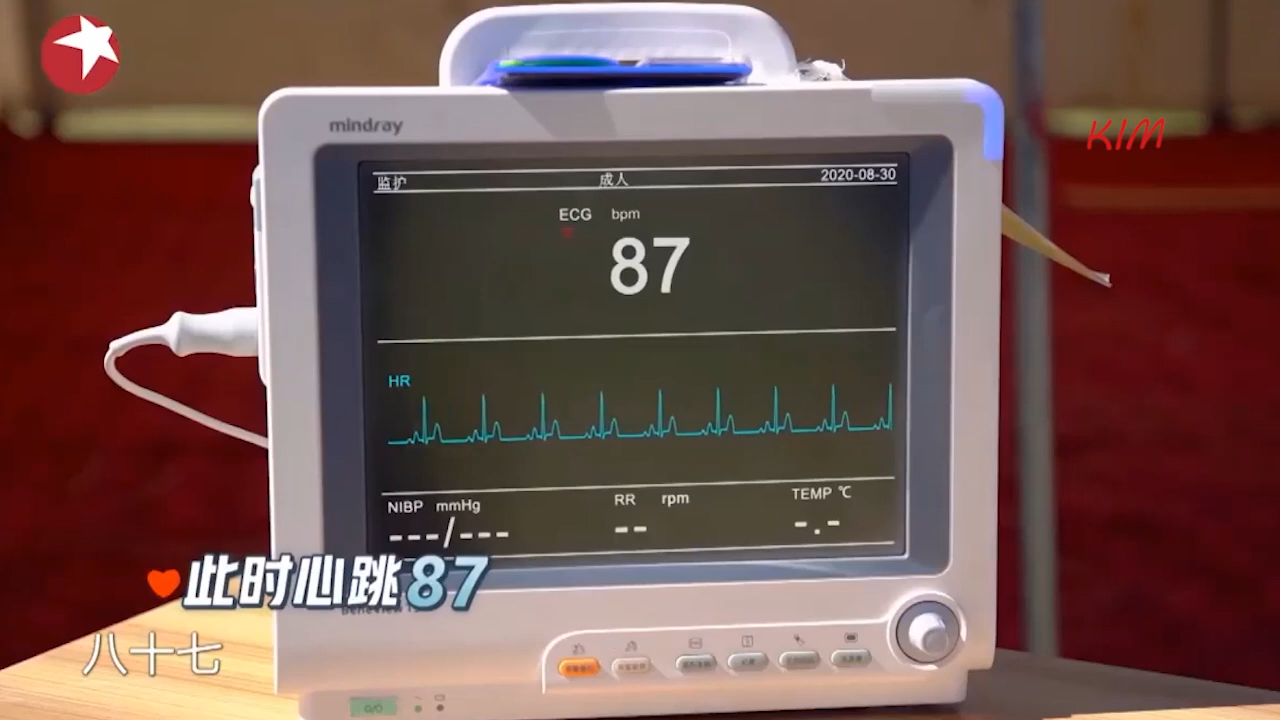 mindray
KIM
监护 成人 2020-08-30
ECG bpm
87
HR
NIBP mmHg RR rpm TEMP ℃
---/--- -- -.-
此时心跳87
八十七